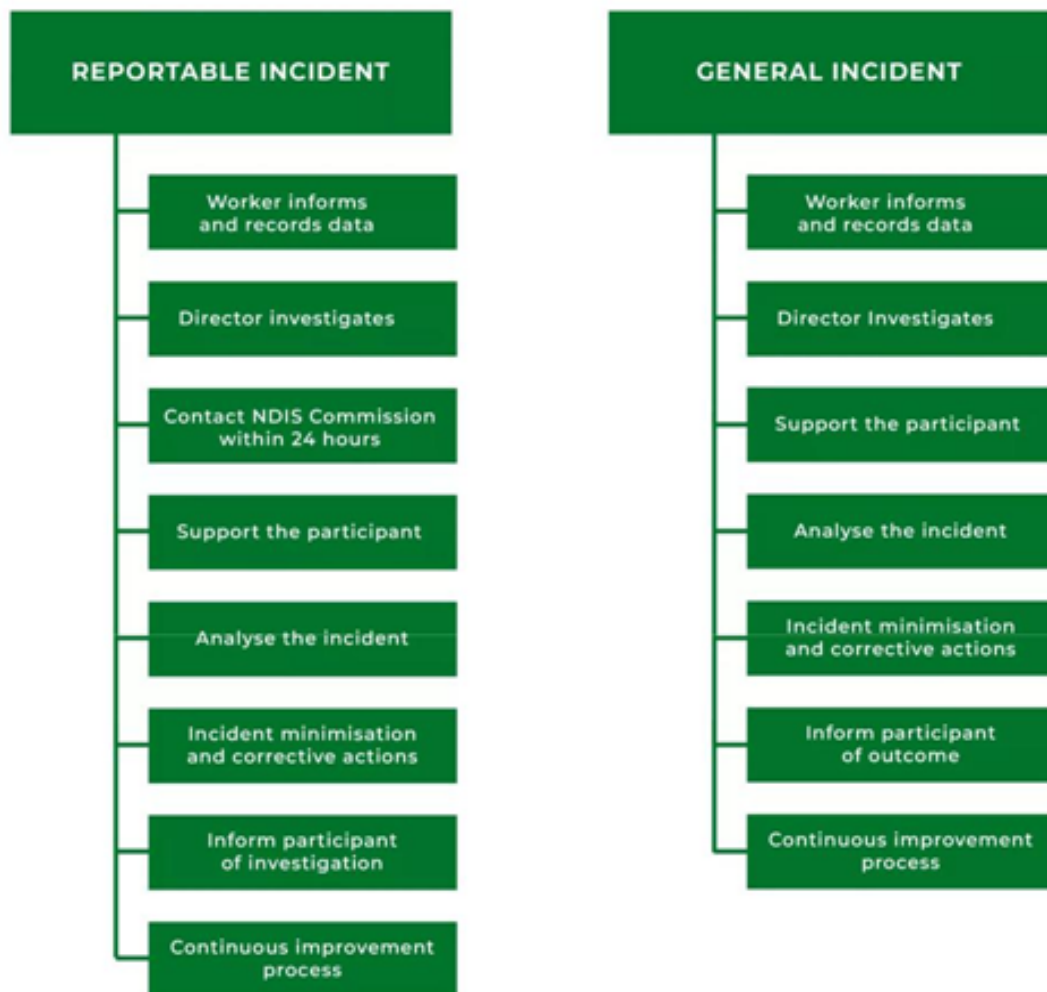 REPORTABLE INCIDENT
Worker informs
and records data
Director investigates
Contact NDIS Commission
within 24 hours
Support the participant
Analyse the incident
Incident minimisation
and corrective actions
Inform participant
of investigation
Continuous improvement
process
GENERAL INCIDENT
Worker informs
and records data
Director Investigates
Support the participant
Analyse the incident
Incident minimisation
and corrective actions
Inform participant
of outcome
Continuous improvement
process